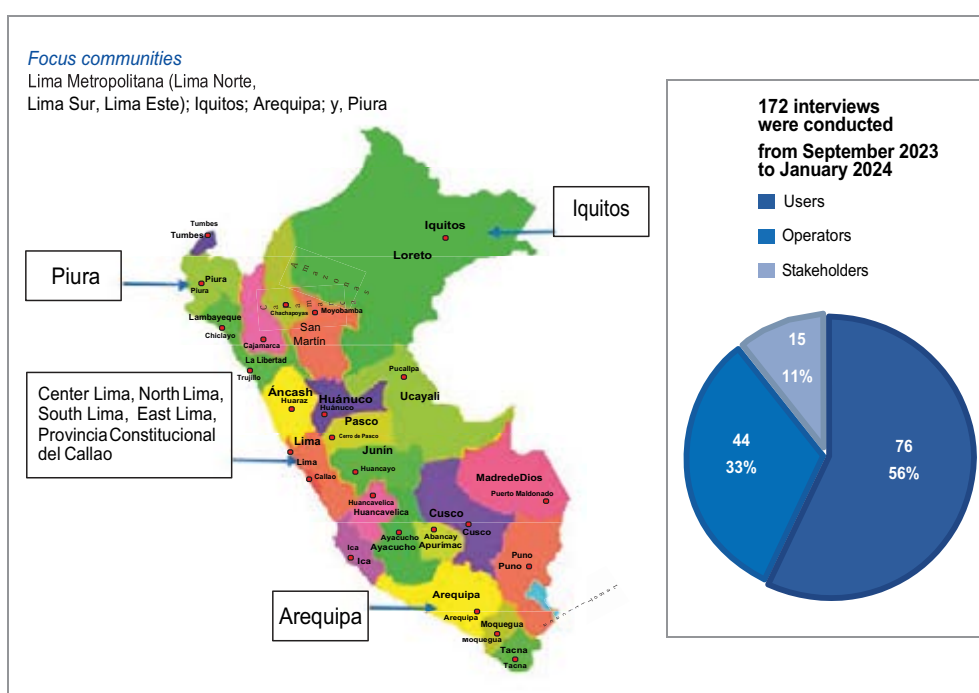 Focus communities
Lima Metropolitana (Lima Norte,
Lima Sur, Lima Este); Iquitos; Arequipa; y, Piura
172 interviews
were conducted
from September 2023
to January 2024
Users
Operators
Stakeholders
15
11%
44
33%
76
56%
Iquitos
Piura
Center Lima, North Lima,
South Lima, East Lima,
Provincia Constitucional
del Callao
Arequipa
Tumbes
Tumbes
Iquitos
Loreto
Amazonas
Piura
Piura
Cajamarca
Chachapoyas
Moyobamba
Lambayeque
San
Martín
Chiclayo
Cajamarca
La Libertad
Trujillo
Pucallpa
Áncash
Huaraz
Huánuco
Huánuco
Ucayali
Pasco
Cerro de Pasco
Lima
Lima
Junín
Callao
Huancayo
MadredeDios
Puerto Maldonado
Huancavelica
Huancavelica
Cusco
Cusco
Ayacucho
Ayacucho
Abancay
Apurímac
Ica
Ica
Puno
Puno
Arequipa
Arequipa
Moquegua
Moquegua
Tacna
Tacna